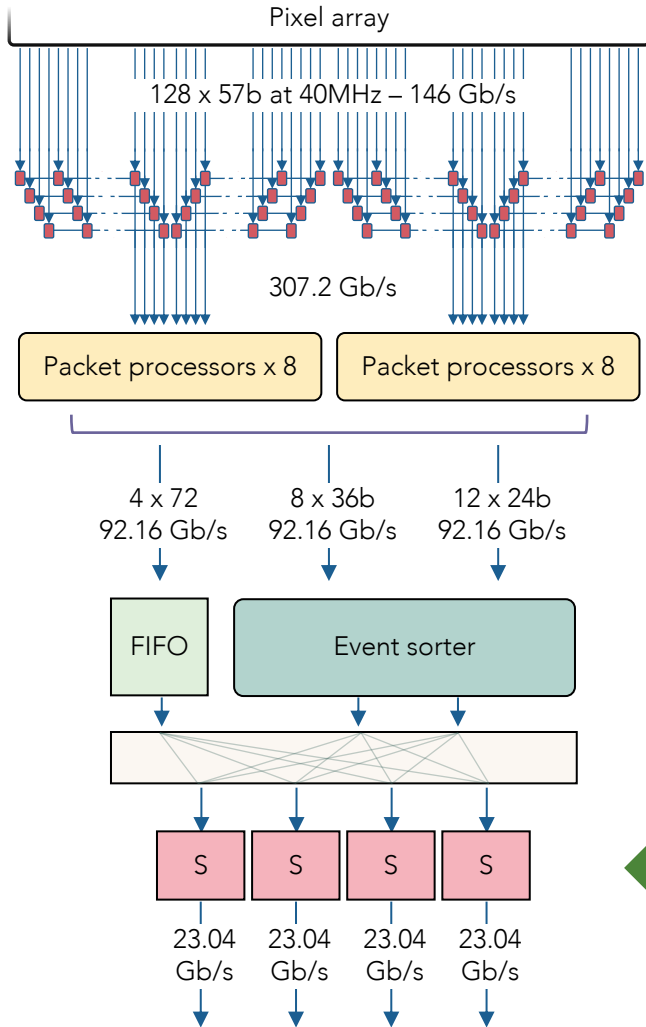 Pixel array
128 x 57b at 40MHz – 146 Gb/s
307.2 Gb/s
Packet processors x 8
Packet processors x 8
4 x 72
92.16 Gb/s
8 x 36b
92.16 Gb/s
12 x 24b
92.16 Gb/s
FIFO
Event sorter
S
S
S
S
23.04
Gb/s
23.04
Gb/s
23.04
Gb/s
23.04
Gb/s